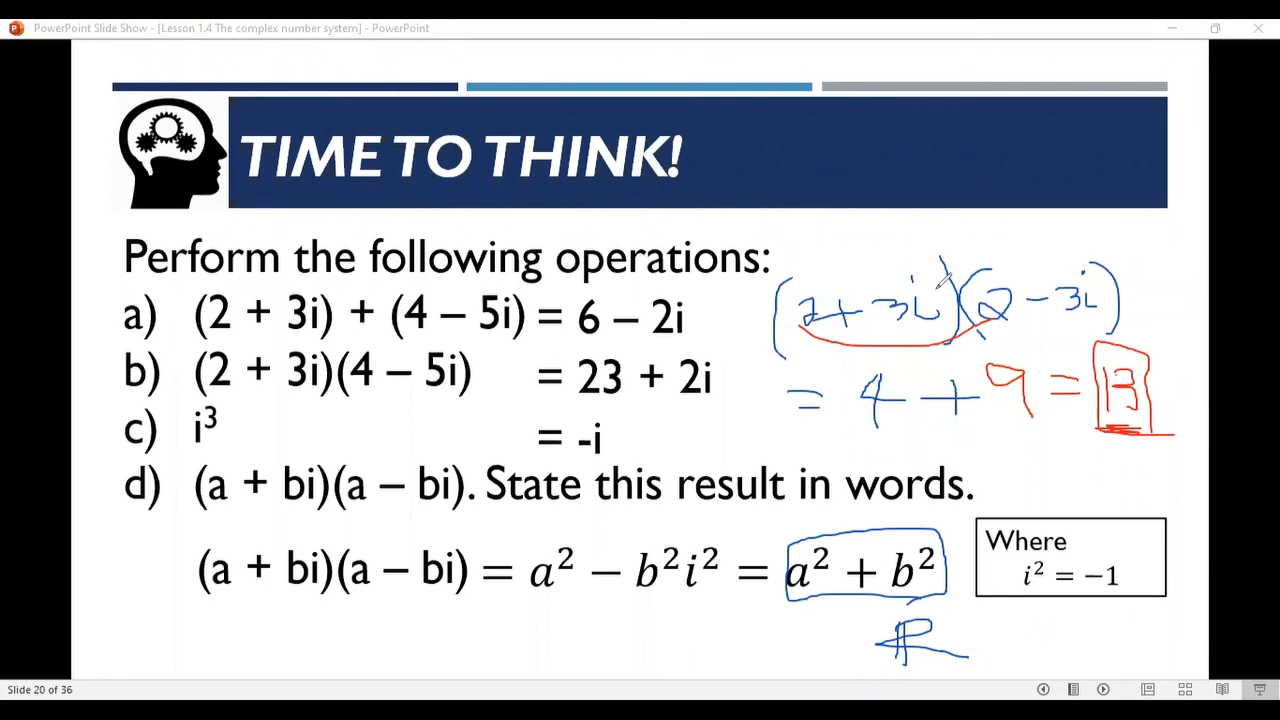 PowerPoint Slide Show - [Lesson 1.4 The complex number system] - PowerPoint
TIME TO THINK!
Perform the following operations:
a) (2 + 3i) + (4 – 5i) = 6 – 2i
b) (2 + 3i)(4 – 5i) = 23 + 2i
c) i³ = -i
d) (a + bi)(a – bi). State this result in words.
(a + bi)(a – bi) = a² − b²i² = a² + b²
Where
i² = −1
(2 + 3i)(2 − 3i)
= 4 + 9 = 13
ℝ
Slide 20 of 36